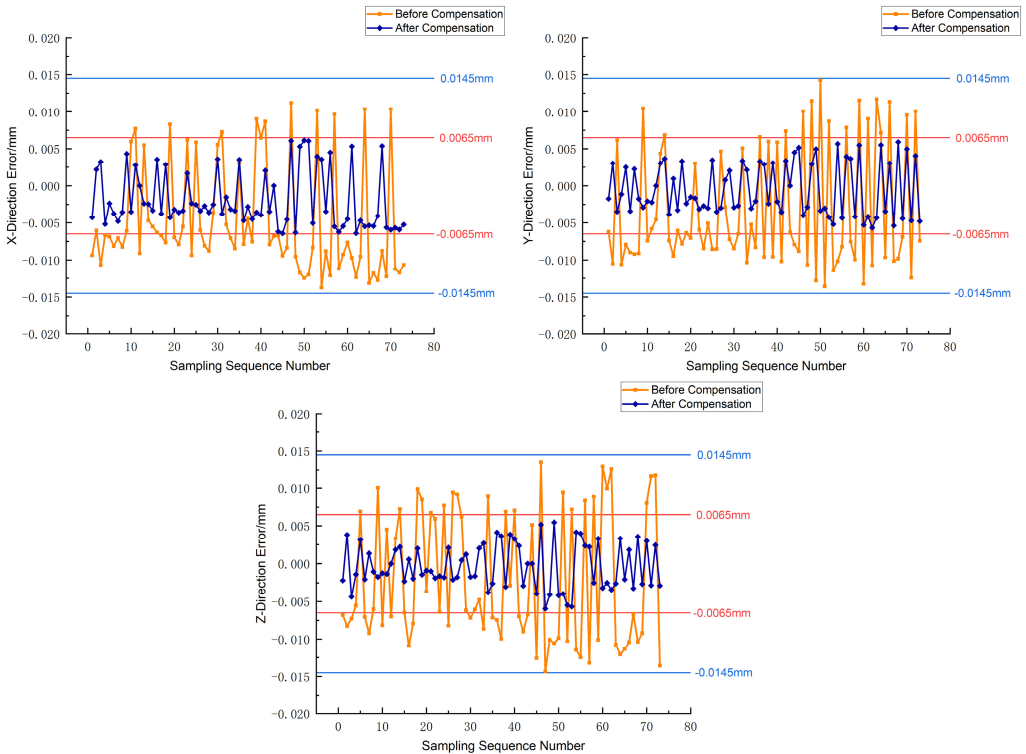 Before Compensation
After Compensation
0.020
0.015
0.010
0.005
0.000
-0.005
-0.010
-0.015
-0.020
X-Direction Error/mm
0.0145mm
0.0065mm
-0.0065mm
-0.0145mm
0 10 20 30 40 50 60 70 80
Sampling Sequence Number
Before Compensation
After Compensation
0.020
0.015
0.010
0.005
0.000
-0.005
-0.010
-0.015
-0.020
Y-Direction Error/mm
0.0145mm
0.0065mm
-0.0065mm
-0.0145mm
0 10 20 30 40 50 60 70 80
Sampling Sequence Number
Before Compensation
After Compensation
0.020
0.015
0.010
0.005
0.000
-0.005
-0.010
-0.015
-0.020
Z-Direction Error/mm
0.0145mm
0.0065mm
-0.0065mm
-0.0145mm
0 10 20 30 40 50 60 70 80
Sampling Sequence Number